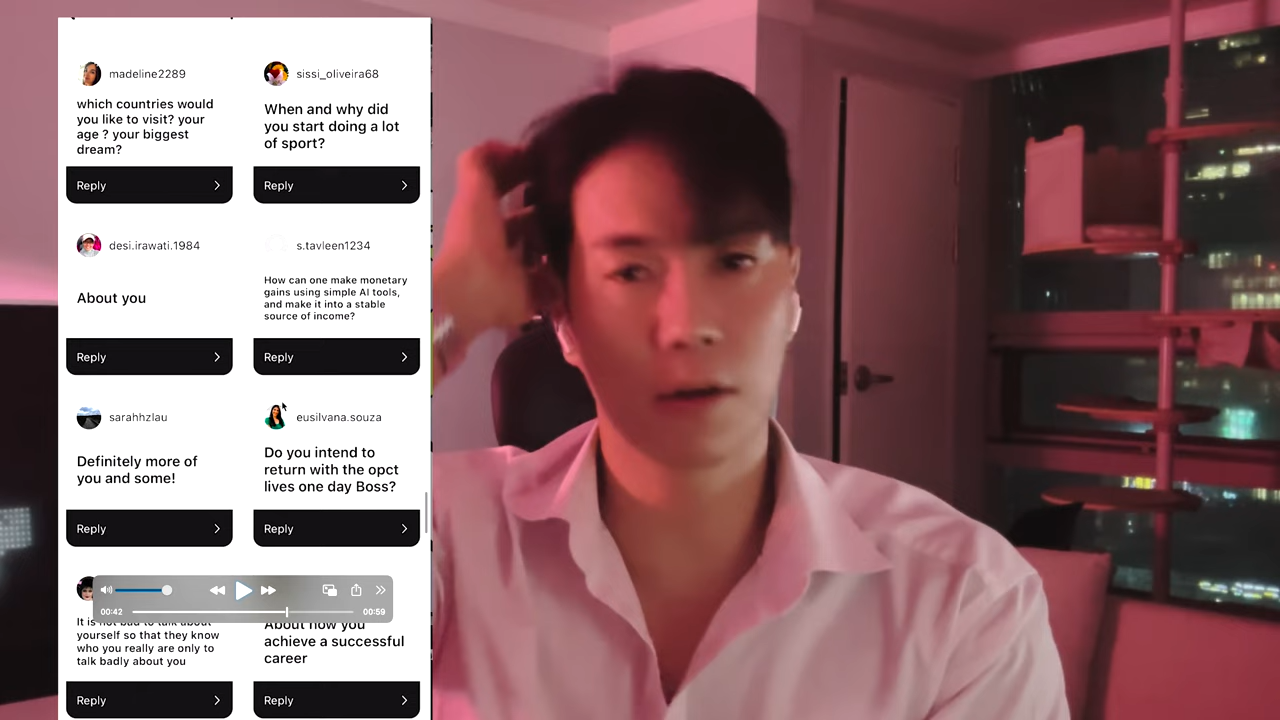 madeline2289
which countries would
you like to visit? your
age ? your biggest
dream?
Reply
sissi_oliveira68
When and why did
you start doing a lot
of sport?
Reply
desi.irawati.1984
About you
Reply
s.tavleen1234
How can one make monetary
gains using simple AI tools,
and make it into a stable
source of income?
Reply
sarahhzlau
Definitely more of
you and some!
Reply
eusilvana.souza
Do you intend to
return with the opct
lives one day Boss?
Reply
00:42
00:59
It is not bad to talk about
yourself so that they know
who you really are only to
talk badly about you
Reply
About how you
achieve a successful
career
Reply